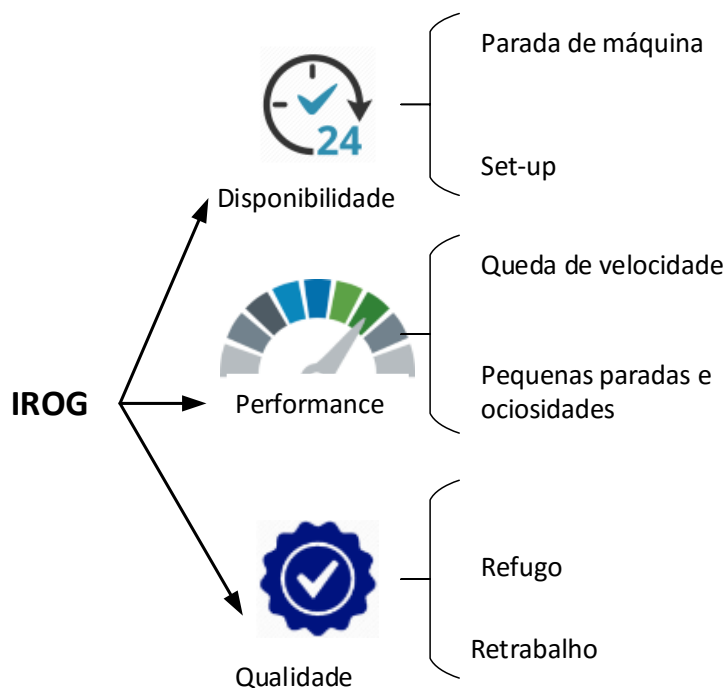 Parada de máquina
24
Set-up
Disponibilidade
Queda de velocidade
Pequenas paradas e
ociosidades
IROG
Performance
Refugo
Retrabalho
Qualidade